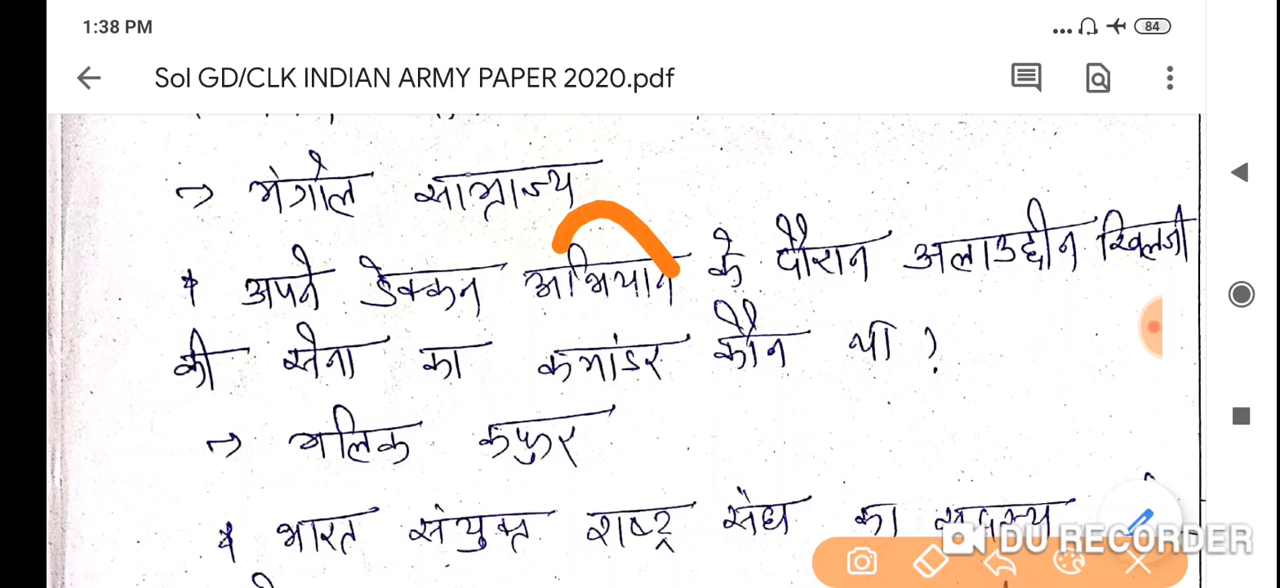 1:38 PM
84
Sol GD/CLK INDIAN ARMY PAPER 2020.pdf
→ मंगोल साम्राज्य
* अपने डेक्कन अभियान के दौरान अलाउद्दीन खिलजी
की सेना का कमांडर कौन था ?
→ मलिक कफुर
* भारत संयुक्त राष्ट्र संघ का
DU RECORDER